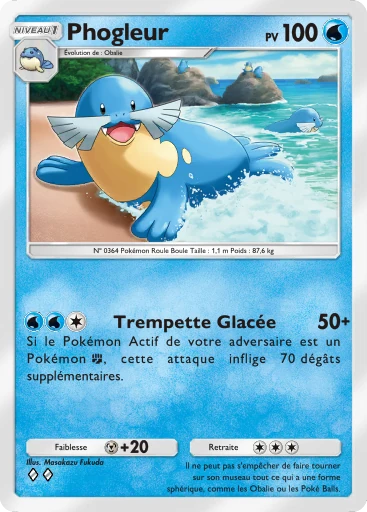 NIVEAU 1
Phogleur
PV 100
Évolution de : Obalie
N° 0364 Pokémon Roule Boule Taille : 1,1 m Poids : 87,6 kg
Trempette Glacée 50+
Si le Pokémon Actif de votre adversaire est un
Pokémon , cette attaque inflige 70 dégâts
supplémentaires.
Faiblesse +20
Retraite
Illus. Masakazu Fukuda
Il ne peut pas s'empêcher de faire tourner
sur son museau tout ce qui a une forme
sphérique, comme les Obalie ou les Poké Balls.